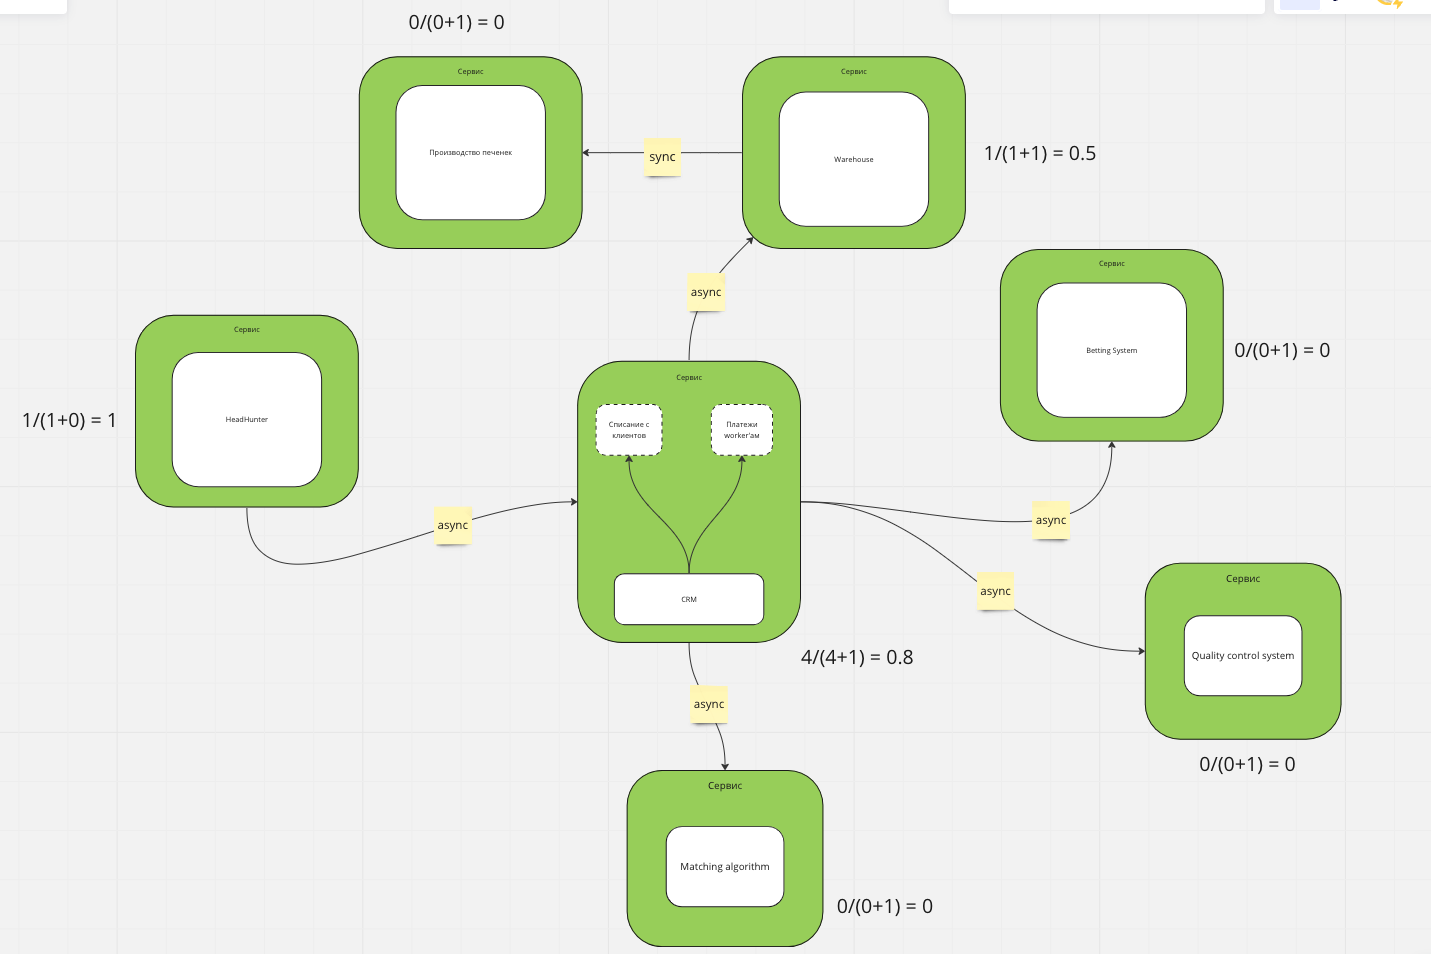 0/(0+1) = 0
Сервис
Производство печенек
sync
Сервис
Warehouse
1/(1+1) = 0.5
async
Сервис
Betting System
0/(0+1) = 0
Сервис
HeadHunter
1/(1+0) = 1
async
Сервис
Списание с
клиентов
Платежи
worker'ам
CRM
4/(4+1) = 0.8
async
async
Сервис
Quality control system
0/(0+1) = 0
async
Сервис
Matching algorithm
0/(0+1) = 0